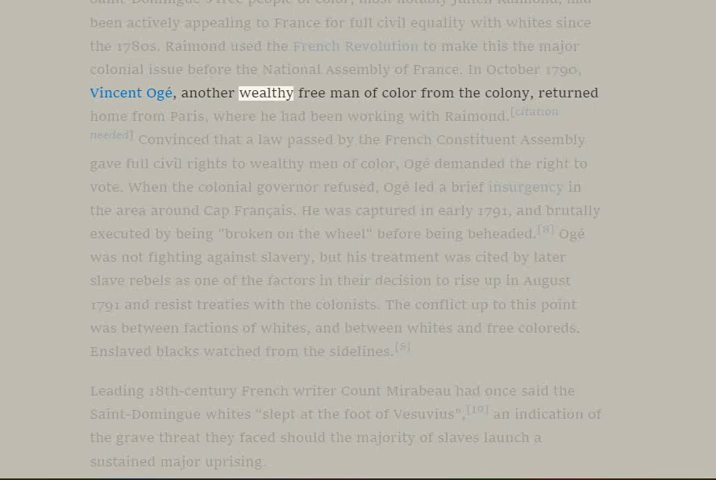 Saint-Domingue's free people of color, most notably Julien Raimond, had
been actively appealing to France for full civil equality with whites since
the 1780s. Raimond used the French Revolution to make this the major
colonial issue before the National Assembly of France. In October 1790,
Vincent Ogé, another wealthy free man of color from the colony, returned
home from Paris, where he had been working with Raimond.[citation
needed] Convinced that a law passed by the French Constituent Assembly
gave full civil rights to wealthy men of color, Ogé demanded the right to
vote. When the colonial governor refused, Ogé led a brief insurgency in
the area around Cap Français. He was captured in early 1791, and brutally
executed by being "broken on the wheel" before being beheaded.[8] Ogé
was not fighting against slavery, but his treatment was cited by later
slave rebels as one of the factors in their decision to rise up in August
1791 and resist treaties with the colonists. The conflict up to this point
was between factions of whites, and between whites and free coloreds.
Enslaved blacks watched from the sidelines.[5]
Leading 18th-century French writer Count Mirabeau had once said the
Saint-Domingue whites "slept at the foot of Vesuvius",[10] an indication of
the grave threat they faced should the majority of slaves launch a
sustained major uprising.